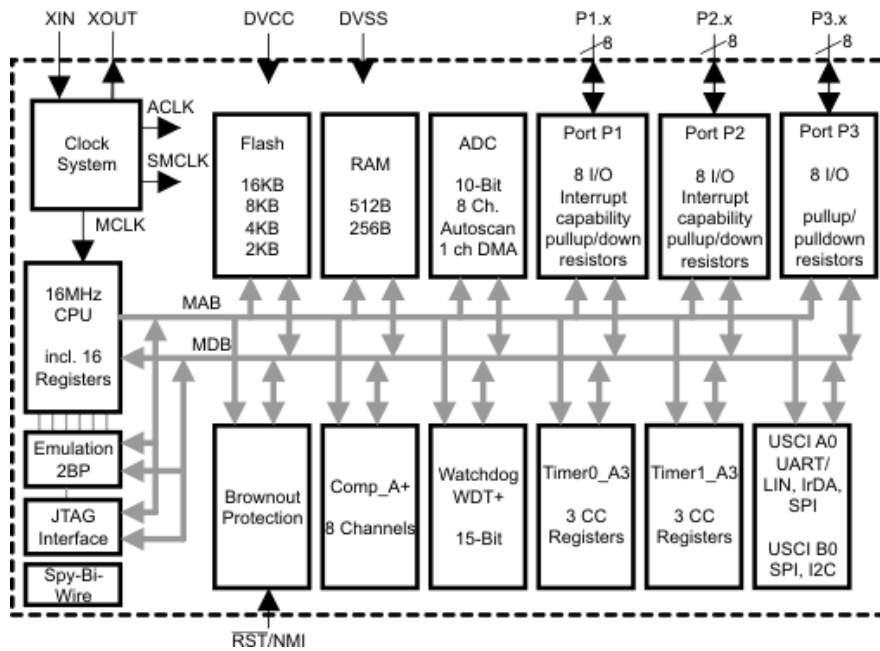 XIN XOUT DVCC DVSS P1.x P2.x P3.x
8 8 8
Clock
System
ACLK
SMCLK
MCLK
Flash
16KB
8KB
4KB
2KB
RAM
512B
256B
ADC
10-Bit
8 Ch.
Autoscan
1 ch DMA
Port P1
8 I/O
Interrupt
capability
pullup/down
resistors
Port P2
8 I/O
Interrupt
capability
pullup/down
resistors
Port P3
8 I/O
pullup/
pulldown
resistors
16MHz
CPU
incl. 16
Registers
MAB
MDB
Emulation
2BP
JTAG
Interface
Spy-Bi-
Wire
Brownout
Protection
Comp_A+
8 Channels
Watchdog
WDT+
15-Bit
Timer0_A3
3 CC
Registers
Timer1_A3
3 CC
Registers
USCI A0
UART/
LIN, IrDA,
SPI
USCI B0
SPI, I2C
RST/NMI